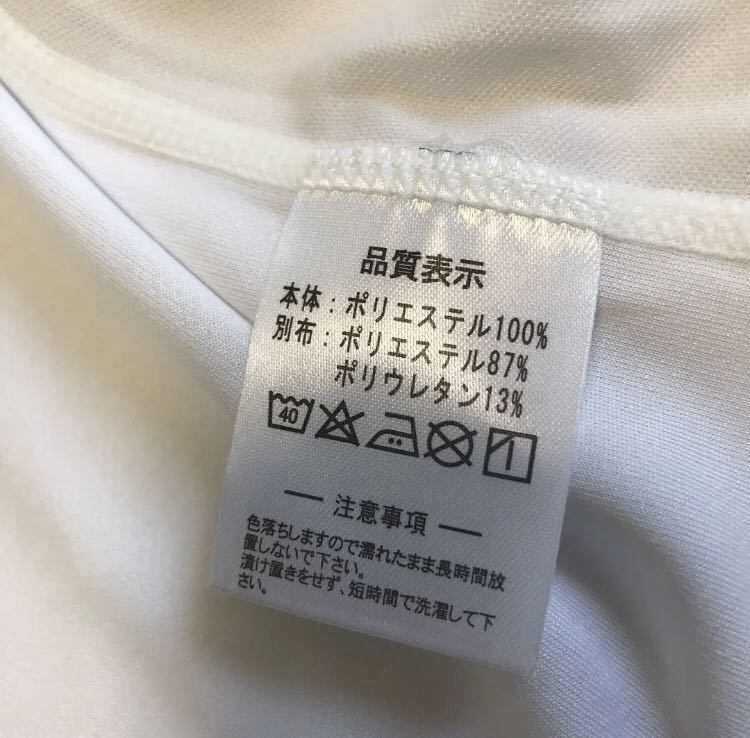 品質表示
本体：ポリエステル100%
別布：ポリエステル87%
ポリウレタン13%
40
― 注意事項 ―
色落ちしますので濡れたまま長時間放
置しないで下さい。
漬け置きをせず、短時間で洗濯して下
さい。